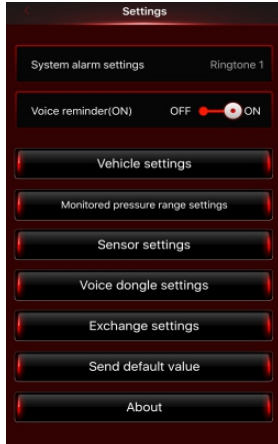 Settings
System alarm settings Ringtone 1
Voice reminder(ON) OFF ON
Vehicle settings
Monitored pressure range settings
Sensor settings
Voice dongle settings
Exchange settings
Send default value
About